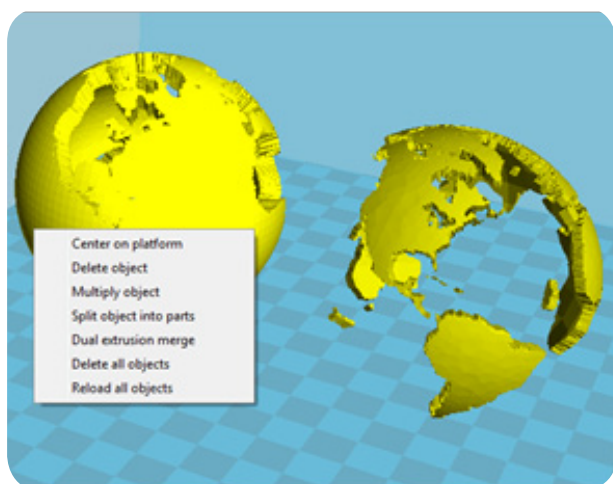 Center on platform
Delete object
Multiply object
Split object into parts
Dual extrusion merge
Delete all objects
Reload all objects